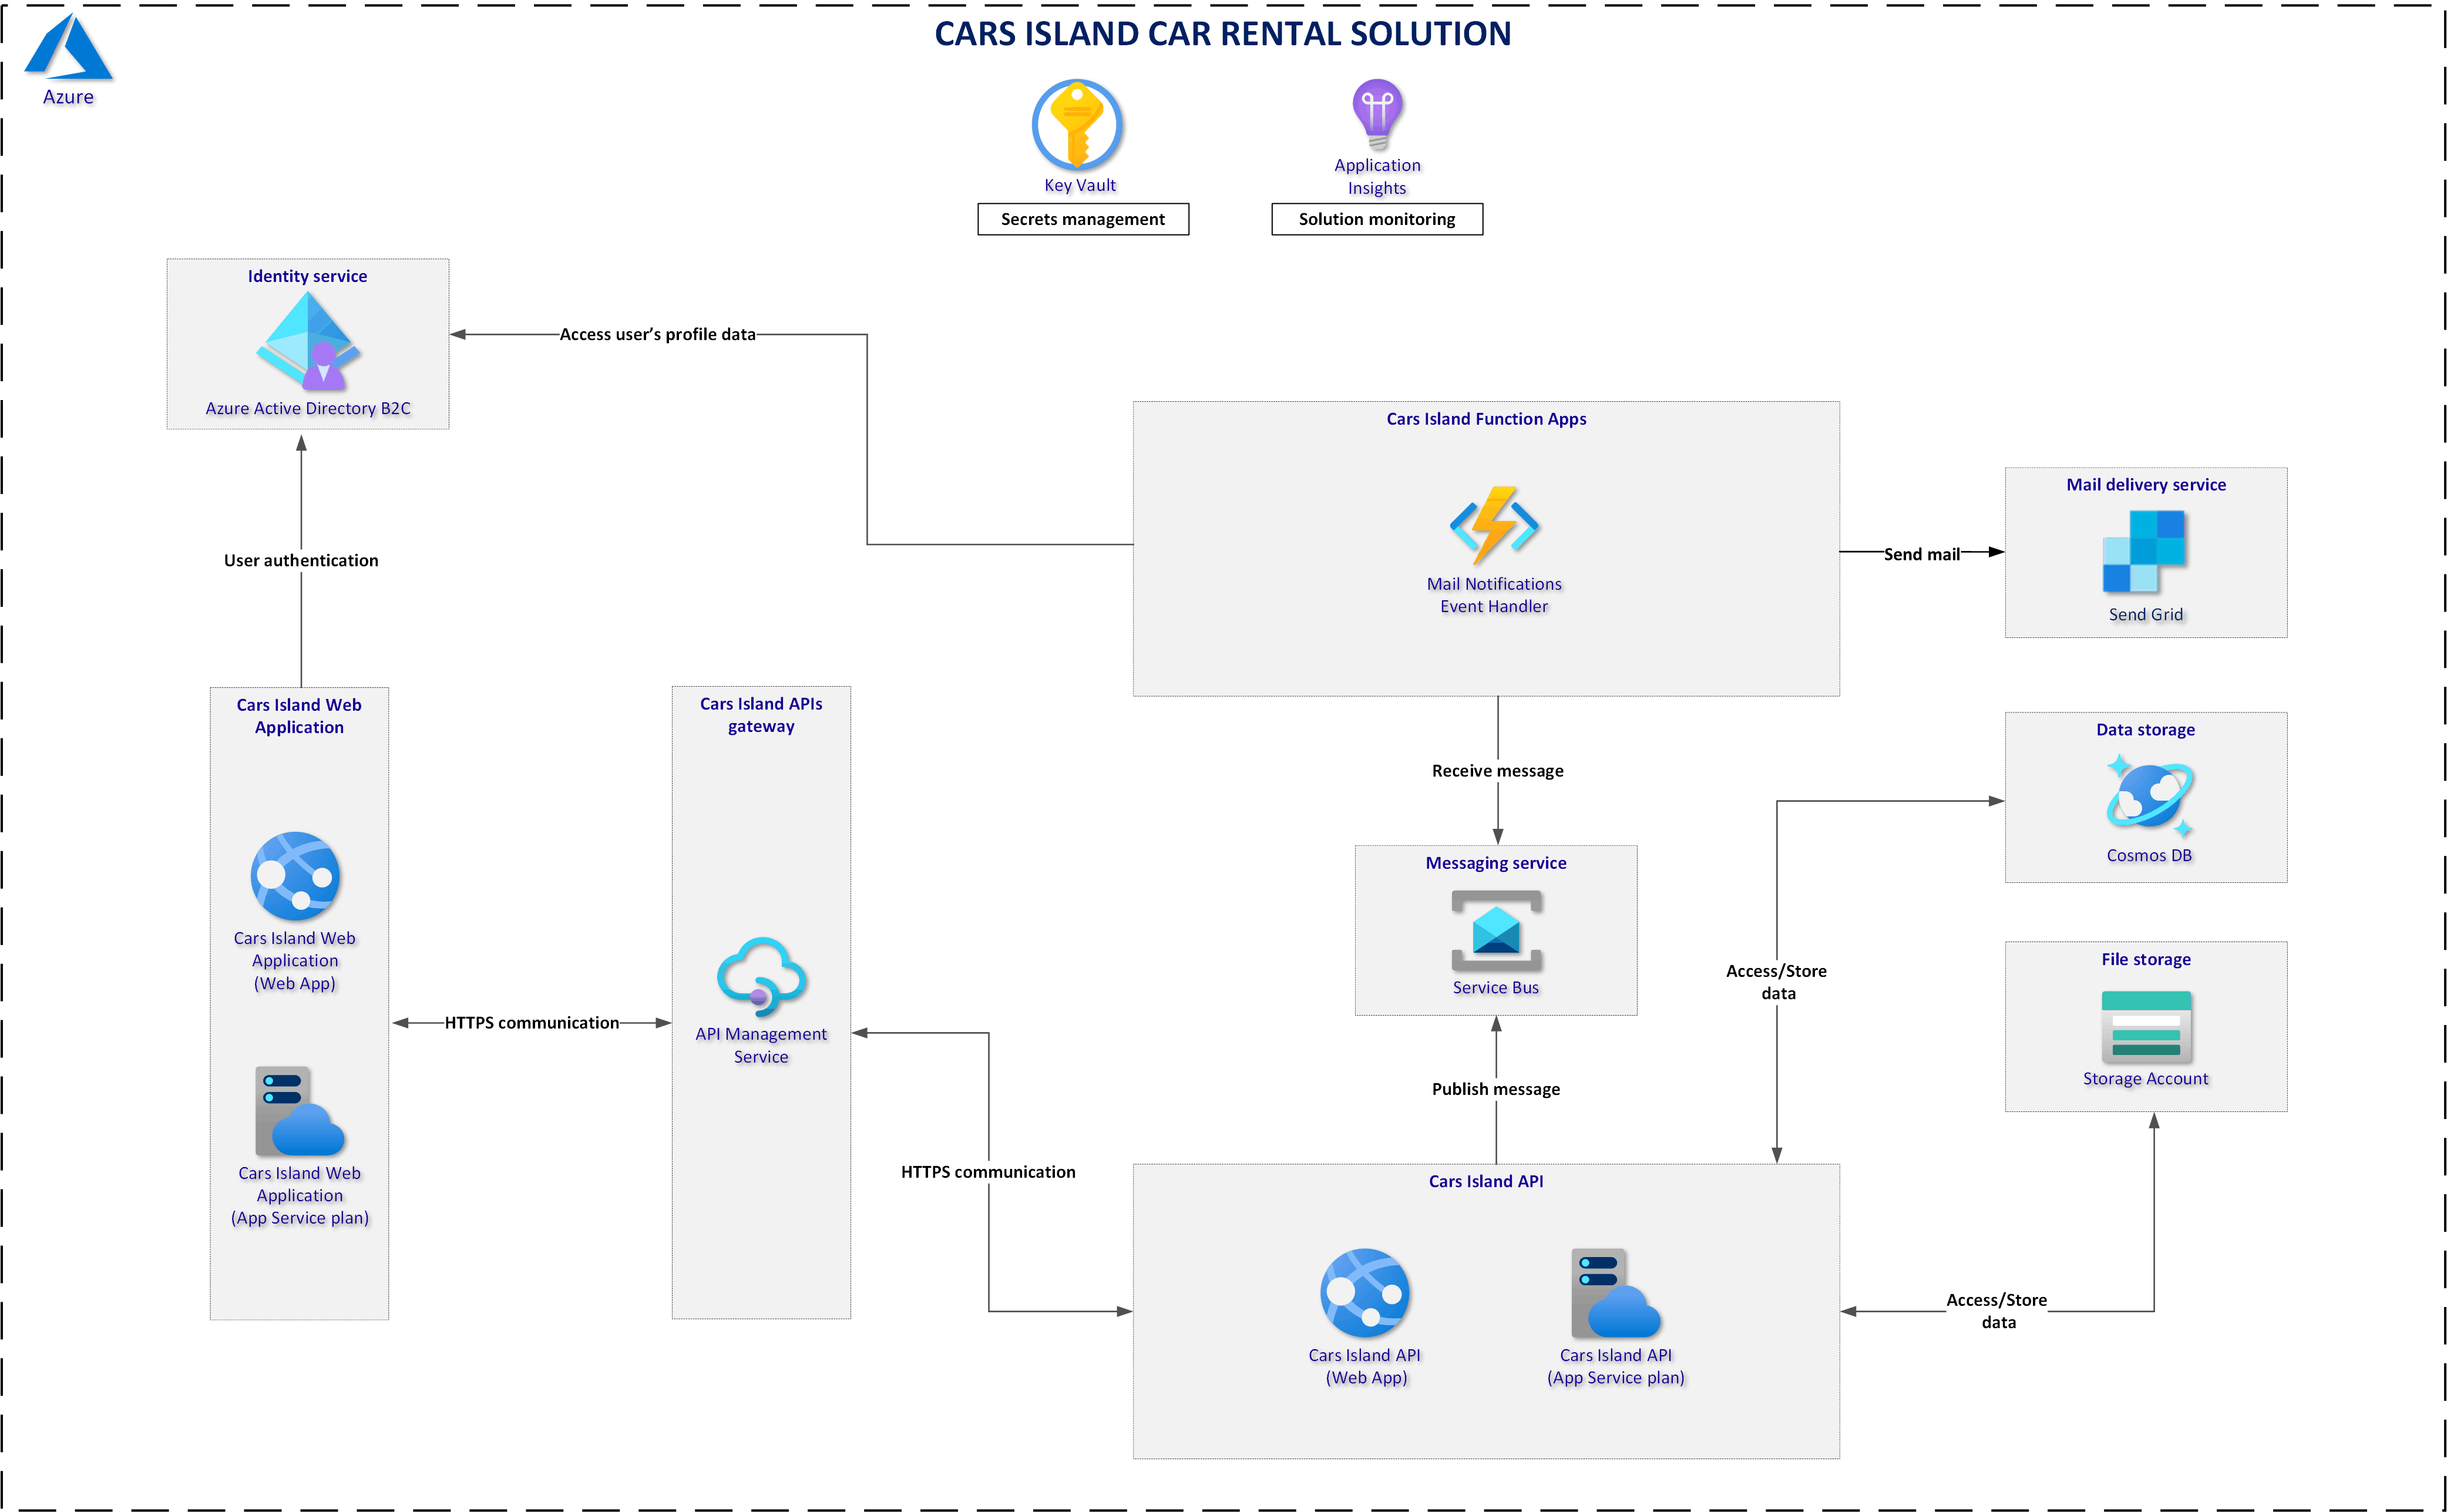 CARS ISLAND CAR RENTAL SOLUTION
Azure
Key Vault
Secrets management
Application
Insights
Solution monitoring
Identity service
Azure Active Directory B2C
Access user’s profile data
Cars Island Function Apps
Mail Notifications
Event Handler
Send mail
Mail delivery service
Send Grid
User authentication
Cars Island Web
Application
Cars Island Web
Application
(Web App)
Cars Island Web
Application
(App Service plan)
HTTPS communication
Cars Island APIs
gateway
API Management
Service
HTTPS communication
Receive message
Messaging service
Service Bus
Publish message
Data storage
Cosmos DB
Access/Store
data
File storage
Storage Account
Cars Island API
Cars Island API
(Web App)
Cars Island API
(App Service plan)
Access/Store
data